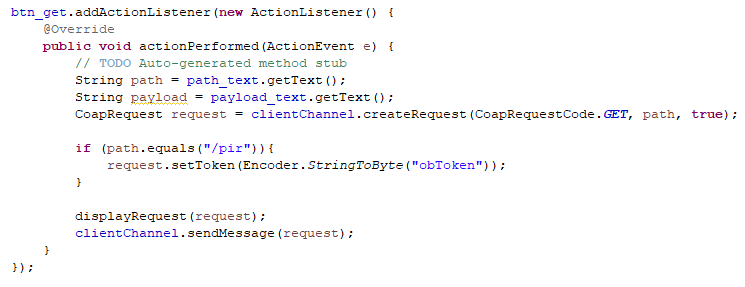 btn_get.addActionListener(new ActionListener() {
    @Override
    public void actionPerformed(ActionEvent e) {
        // TODO Auto-generated method stub
        String path = path_text.getText();
        String payload = payload_text.getText();
        CoapRequest request = clientChannel.createRequest(CoapRequestCode.GET, path, true);

        if (path.equals("/pir")){
            request.setToken(Encoder.StringToByte("obToken"));
        }

        displayRequest(request);
        clientChannel.sendMessage(request);
    }
});